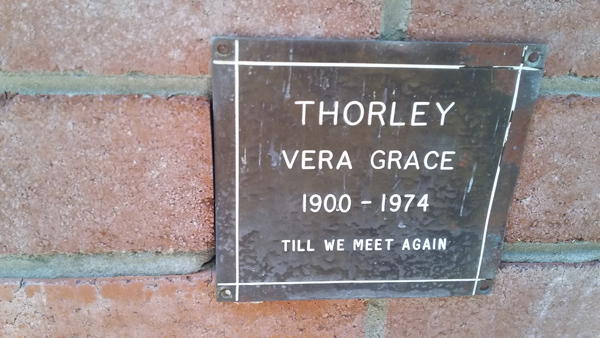 THORLEY
VERA GRACE
1900 - 1974
TILL WE MEET AGAIN